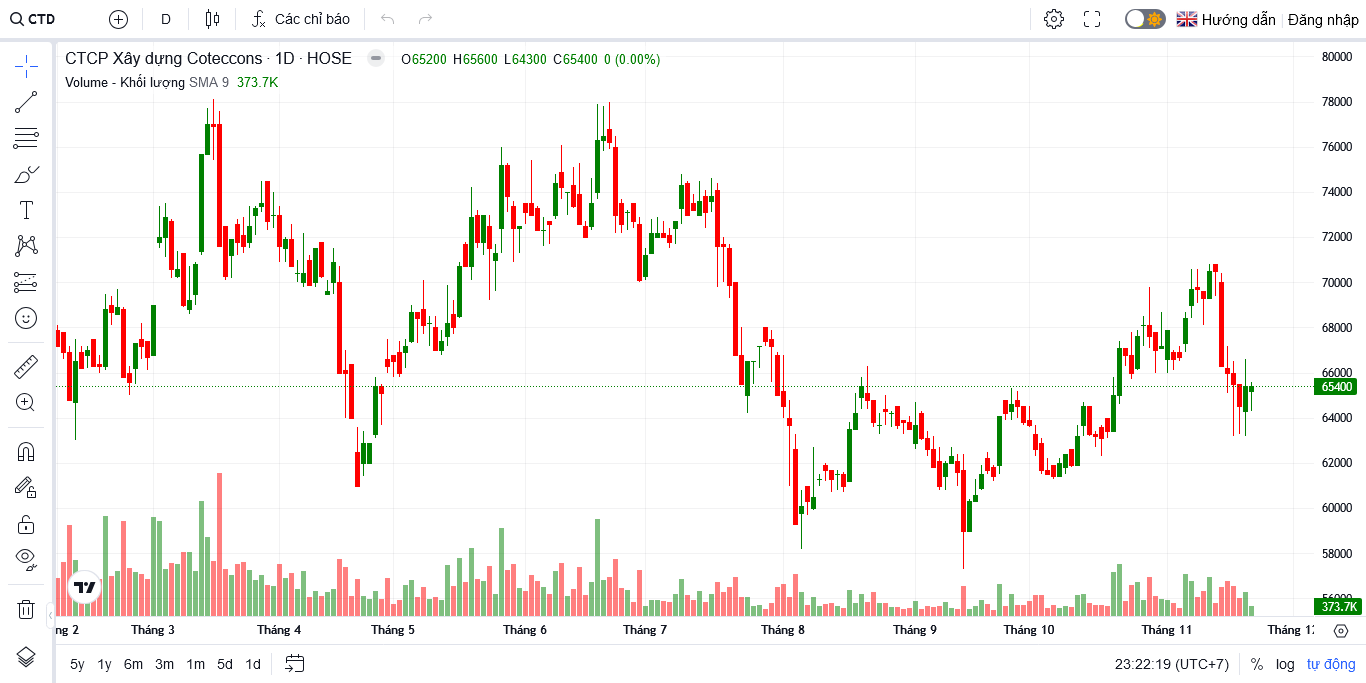 CTD D Các chỉ báo Hướng dẫn Đăng nhập
CTCP Xây dựng Coteccons · 1D · HOSE O65200 H65600 L64300 C65400 0 (0.00%)
Volume - Khối lượng SMA 9 373.7K
80000
78000
76000
74000
72000
70000
68000
66000
65400
64000
62000
60000
58000
56000
373.7K
ng 2 Tháng 3 Tháng 4 Tháng 5 Tháng 6 Tháng 7 Tháng 8 Tháng 9 Tháng 10 Tháng 11 Tháng 12
5y 1y 6m 3m 1m 5d 1d 23:22:19 (UTC+7) % log tự động